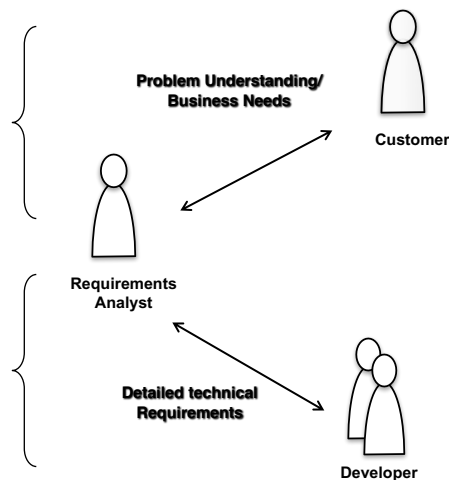 Problem Understanding/
Business Needs
Customer
Requirements
Analyst
Detailed technical
Requirements
Developer